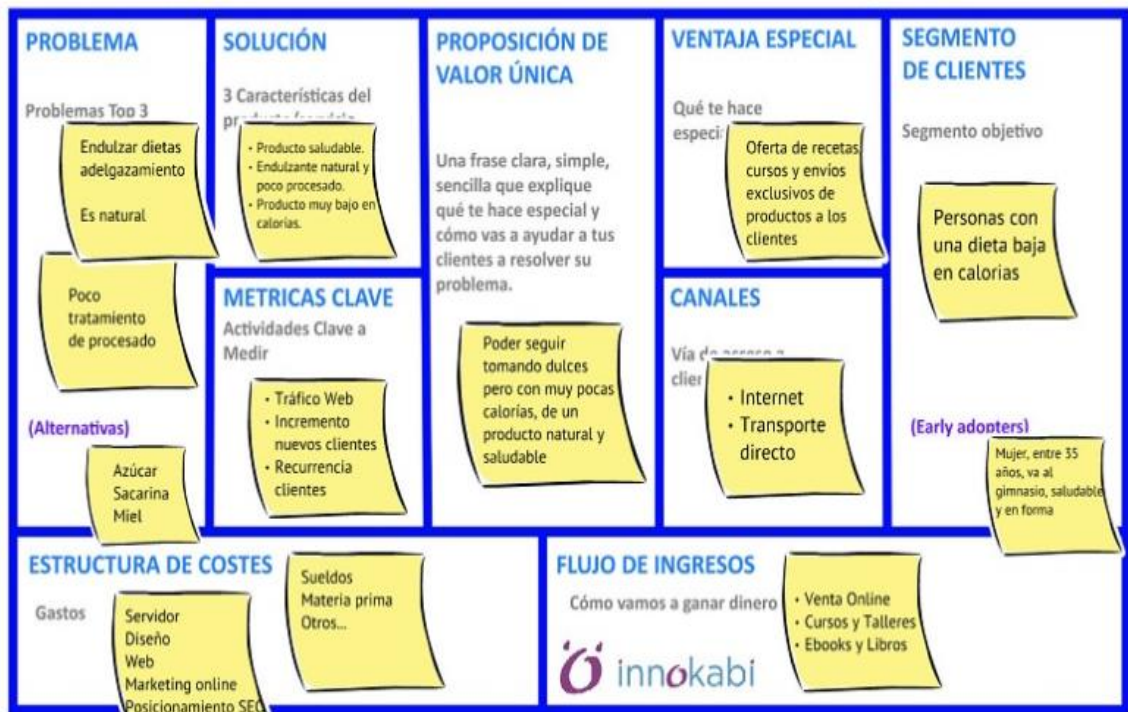 PROBLEMA
Problemas Top 3
Endulzar dietas
adelgazamiento
Es natural
Poco
tratamiento
de procesado
(Alternativas)
Azúcar
Sacarina
Miel
SOLUCIÓN
3 Características del
• Producto saludable.
• Endulzante natural y
poco procesado.
• Producto muy bajo en
calorías.
METRICAS CLAVE
Actividades Clave a
Medir
• Tráfico Web
• Incremento
nuevos clientes
• Recurrencia
clientes
PROPOSICIÓN DE
VALOR ÚNICA
Una frase clara, simple,
sencilla que explique
qué te hace especial y
cómo vas a ayudar a tus
clientes a resolver su
problema.
Poder seguir
tomando dulces
pero con muy pocas
calorías, de un
producto natural y
saludable
VENTAJA ESPECIAL
Qué te hace
Oferta de recetas,
cursos y envíos
exclusivos de
productos a los
clientes
CANALES
Vía de acceso a
• Internet
• Transporte
directo
SEGMENTO
DE CLIENTES
Segmento objetivo
Personas con
una dieta baja
en calorias
(Early adopters)
Mujer, entre 35
años, va al
gimnasio, saludable
y en forma
ESTRUCTURA DE COSTES
Gastos
Servidor
Diseño
Web
Marketing online
Posicionamiento SEO
Sueldos
Materia prima
Otros...
FLUJO DE INGRESOS
Cómo vamos a ganar dinero
• Venta Online
• Cursos y Talleres
• Ebooks y Libros
innokabi